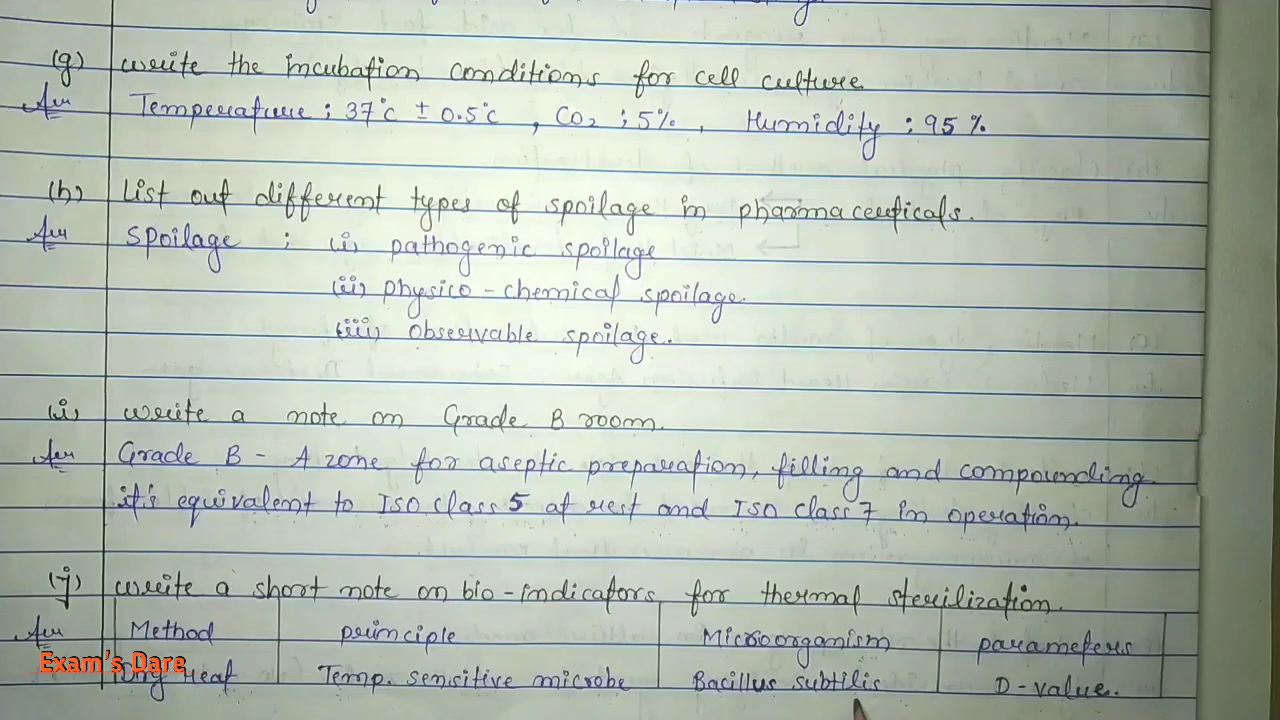 (g) write the incubation conditions for cell culture
Ans Temperature : 37°c ± 0.5°c , CO2 : 5% , Humidity : 95%
(h) List out different types of spoilage in pharmaceuticals.
Ans spoilage : (i) pathogenic spoilage
(ii) physico-chemical spoilage.
(iii) observable spoilage.
(i) write a note on Grade B room.
Ans Grade B - A zone for aseptic preparation, filling and compounding
it's equivalent to ISO class 5 at rest and ISO class 7 in operation.
(j) write a short note on bio-indicators for thermal sterilization.
Ans Method principle Microorganism parameters
Dry Heat Temp. sensitive microbe Bacillus subtilis D-value.
Exam's Dare